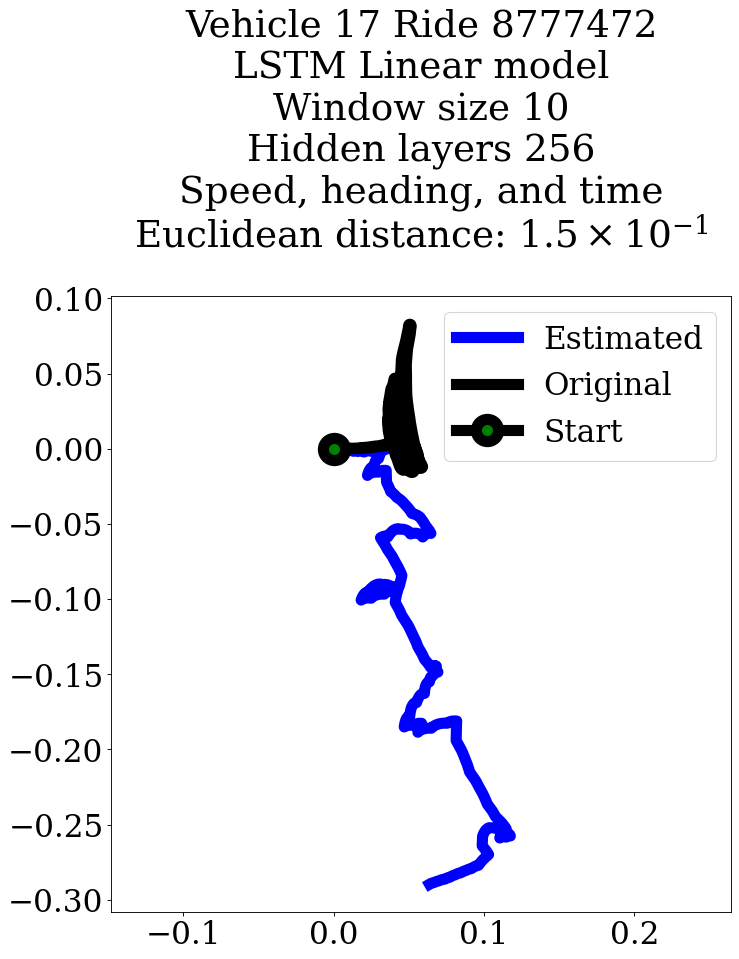 Vehicle 17 Ride 8777472
LSTM Linear model
Window size 10
Hidden layers 256
Speed, heading, and time
Euclidean distance: 1.5 × 10⁻¹
Estimated
Original
Start
0.10
0.05
0.00
−0.05
−0.10
−0.15
−0.20
−0.25
−0.30
−0.1
0.0
0.1
0.2